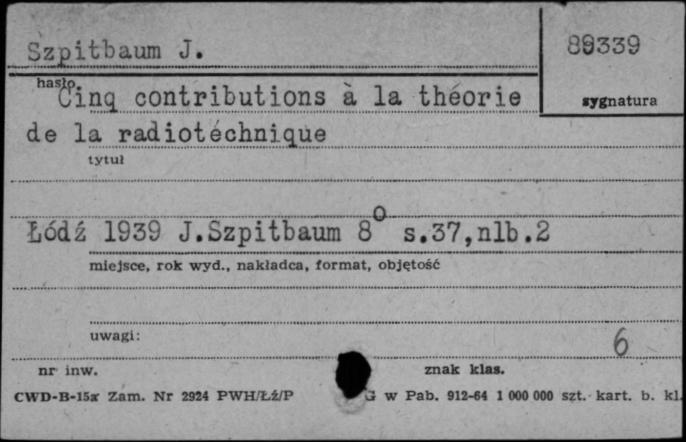 Szpitbaum J.
89339
hasło
Cinq contributions à la théorie
sygnatura
de la radiotéchnique
tytuł
Łódź 1939 J.Szpitbaum 8º s.37,nlb.2
miejsce, rok wyd., nakładca, format, objętość
uwagi:
6
nr inw.
znak klas.
CWD-B-15a Zam. Nr 2924 PWH/Łź/P G w Pab. 912-64 1 000 000 szt. kart. b. kl.